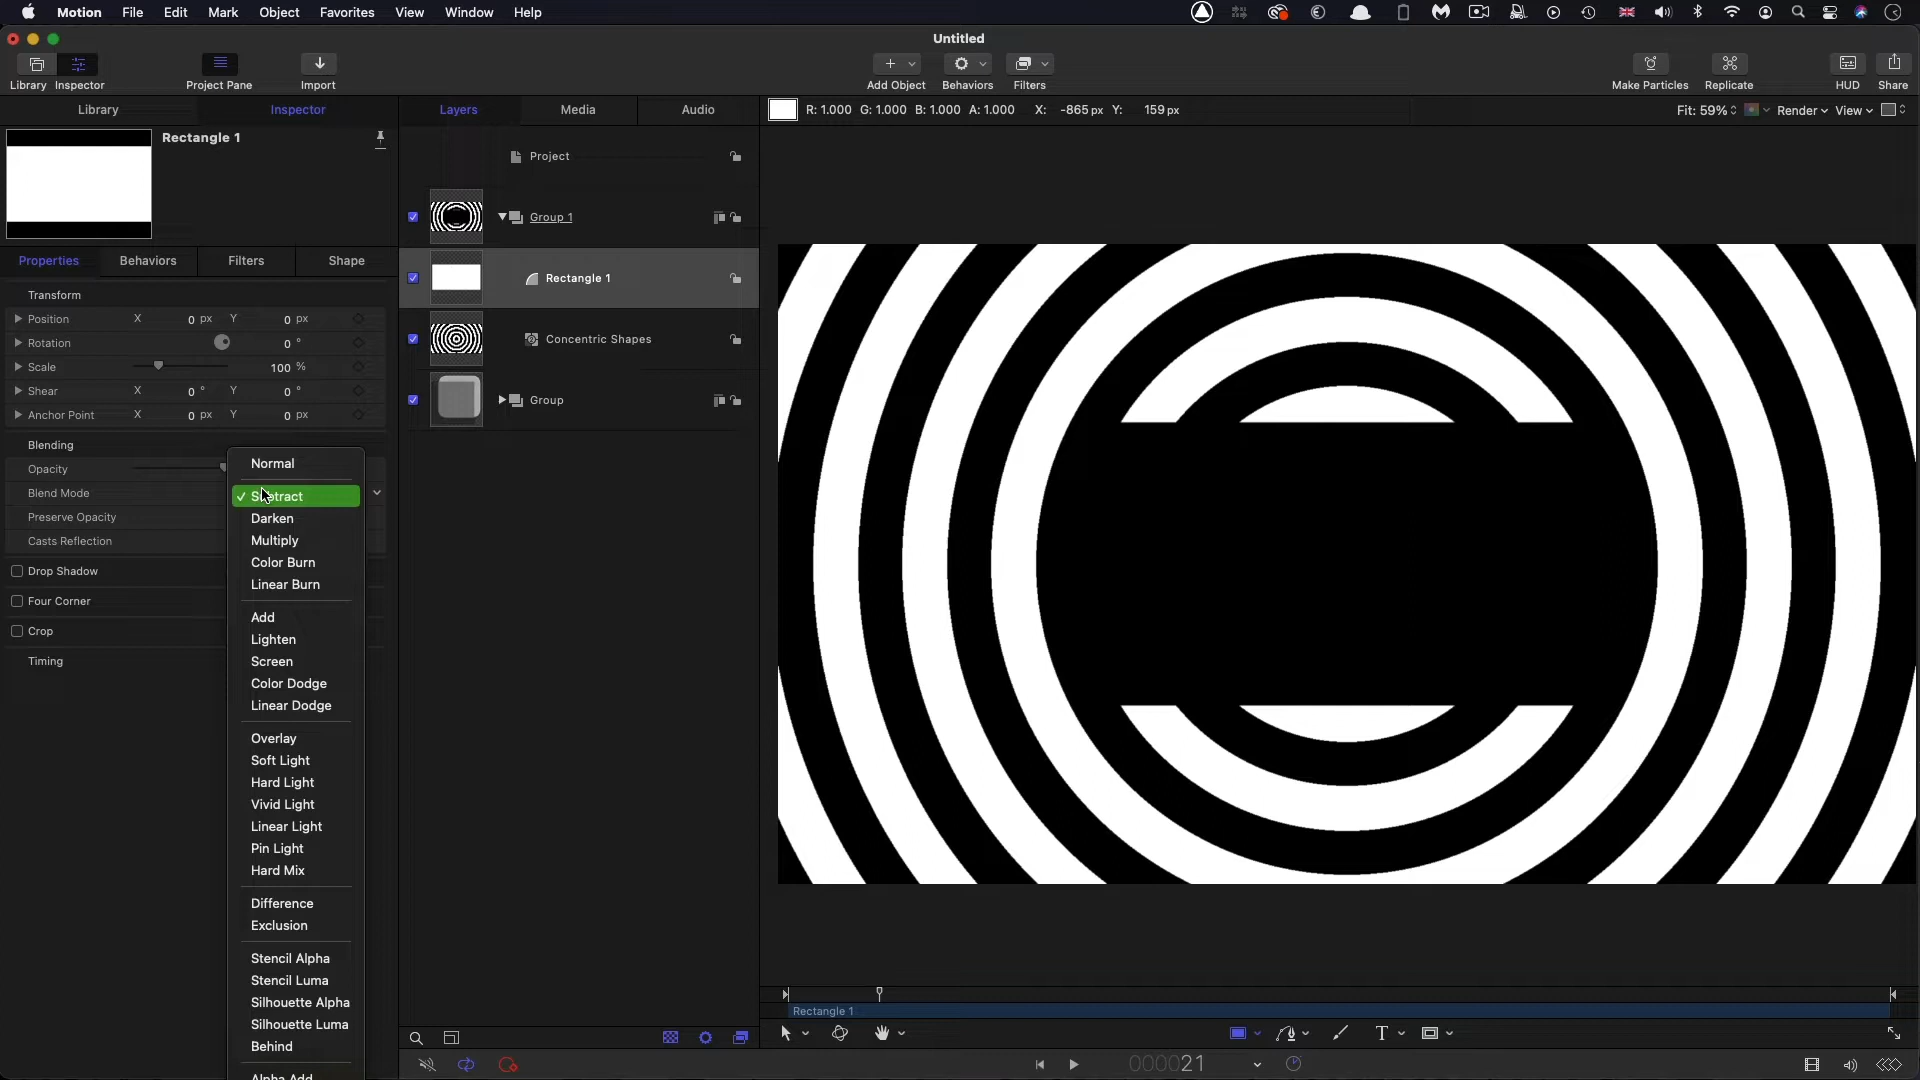 Motion File Edit Mark Object Favorites View Window Help
Untitled
Library Inspector Project Pane Import Add Object Behaviors Filters Make Particles Replicate HUD Share
Library Inspector Layers Media Audio R: 1.000 G: 1.000 B: 1.000 A: 1.000 X: -865 px Y: 159 px Fit: 59% Render View
Rectangle 1
Project
Group 1
Rectangle 1
Concentric Shapes
Group
Properties Behaviors Filters Shape
Transform
Position X 0 px Y 0 px
Rotation 0 °
Scale 100 %
Shear X 0 ° Y 0 °
Anchor Point X 0 px Y 0 px
Blending
Opacity
Blend Mode
Preserve Opacity
Casts Reflection
Drop Shadow
Four Corner
Crop
Timing
Normal
✓ Subtract
Darken
Multiply
Color Burn
Linear Burn
Add
Lighten
Screen
Color Dodge
Linear Dodge
Overlay
Soft Light
Hard Light
Vivid Light
Linear Light
Pin Light
Hard Mix
Difference
Exclusion
Stencil Alpha
Stencil Luma
Silhouette Alpha
Silhouette Luma
Behind
Alpha Add
Rectangle 1
T
000021